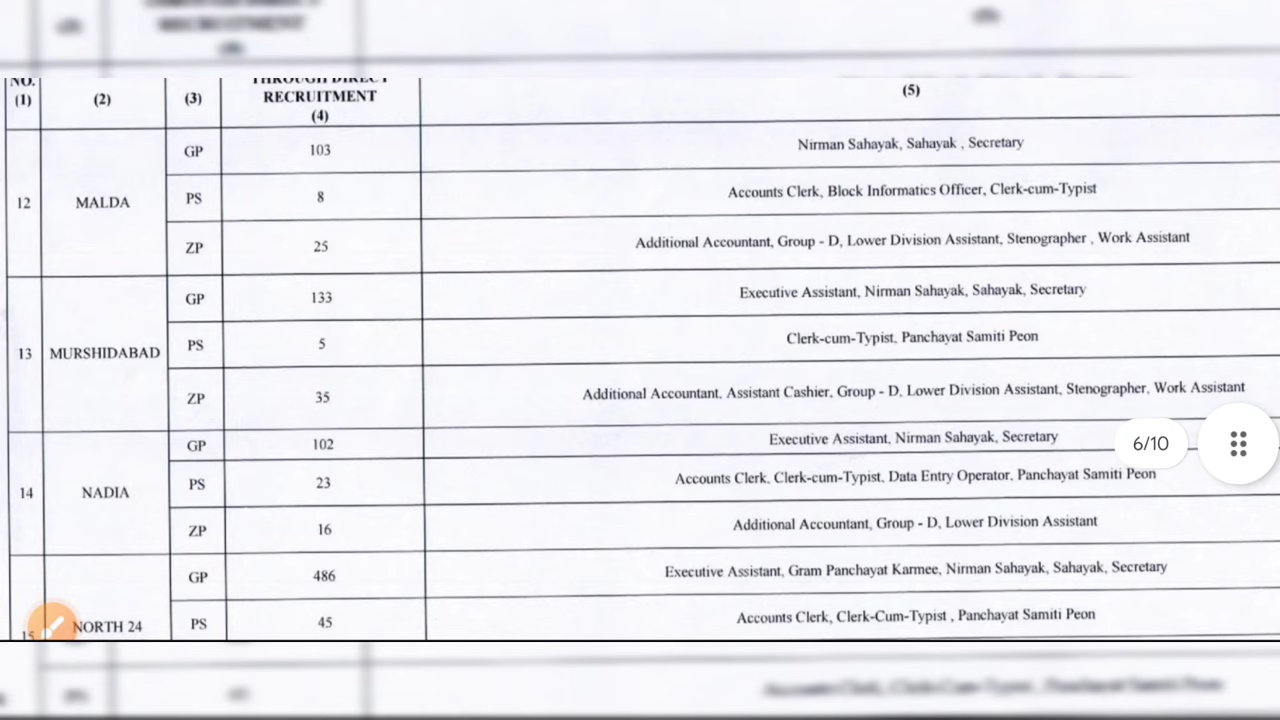 NO.
(1)
(2)
(3)
THROUGH DIRECT
RECRUITMENT
(4)
(5)
12
MALDA
GP
103
Nirman Sahayak, Sahayak , Secretary
PS
8
Accounts Clerk, Block Informatics Officer, Clerk-cum-Typist
ZP
25
Additional Accountant, Group - D, Lower Division Assistant, Stenographer , Work Assistant
13
MURSHIDABAD
GP
133
Executive Assistant, Nirman Sahayak, Sahayak, Secretary
PS
5
Clerk-cum-Typist, Panchayat Samiti Peon
ZP
35
Additional Accountant, Assistant Cashier, Group - D, Lower Division Assistant, Stenographer, Work Assistant
14
NADIA
GP
102
Executive Assistant, Nirman Sahayak, Secretary
6/10
PS
23
Accounts Clerk, Clerk-cum-Typist, Data Entry Operator, Panchayat Samiti Peon
ZP
16
Additional Accountant, Group - D, Lower Division Assistant
15
NORTH 24
GP
486
Executive Assistant, Gram Panchayat Karmee, Nirman Sahayak, Sahayak, Secretary
PS
45
Accounts Clerk, Clerk-Cum-Typist , Panchayat Samiti Peon